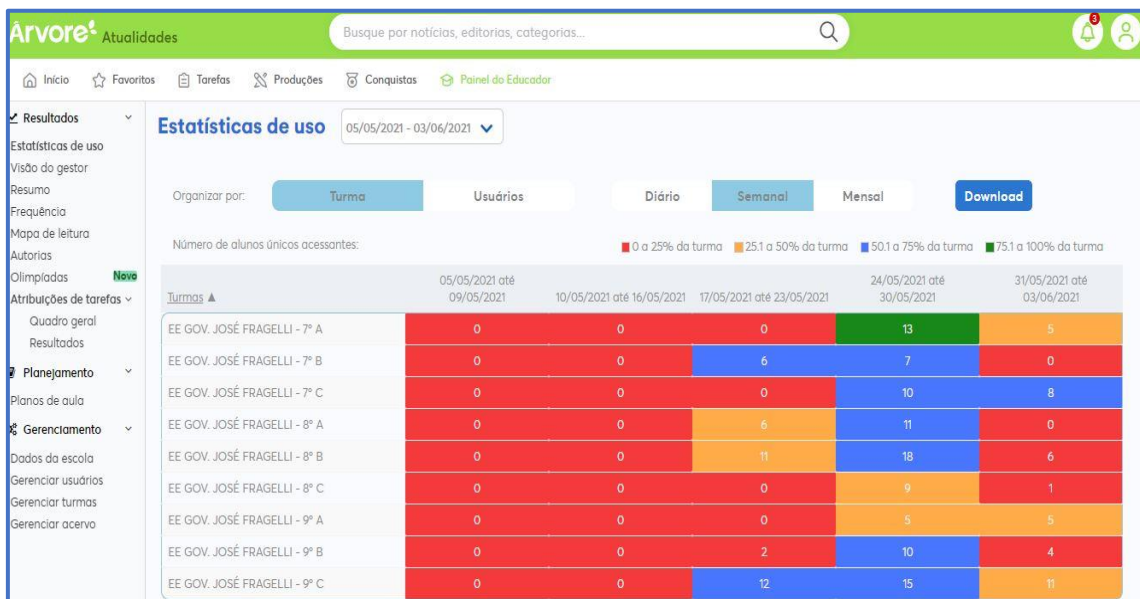 Árvore Atualidades
Busque por notícias, editorias, categorias...
3
Início Favoritos Tarefas Produções Conquistas Painel do Educador
Resultados
Estatísticas de uso
Visão do gestor
Resumo
Frequência
Mapa de leitura
Autorias
Olimpíadas Novo
Atribuições de tarefas
Quadro geral
Resultados
Planejamento
Planos de aula
Gerenciamento
Dados da escola
Gerenciar usuários
Gerenciar turmas
Gerenciar acervo
Estatísticas de uso 05/05/2021 - 03/06/2021
Organizar por: Turma Usuários Diário Semanal Mensal Download
Número de alunos únicos acessantes: 0 a 25% da turma 25.1 a 50% da turma 50.1 a 75% da turma 75.1 a 100% da turma
Turmas ▲ 05/05/2021 até 09/05/2021 10/05/2021 até 16/05/2021 17/05/2021 até 23/05/2021 24/05/2021 até 30/05/2021 31/05/2021 até 03/06/2021
EE GOV. JOSÉ FRAGELLI - 7º A 0 0 0 13 5
EE GOV. JOSÉ FRAGELLI - 7º B 0 0 6 7 0
EE GOV. JOSÉ FRAGELLI - 7º C 0 0 0 10 8
EE GOV. JOSÉ FRAGELLI - 8º A 0 0 6 11 0
EE GOV. JOSÉ FRAGELLI - 8º B 0 0 11 18 6
EE GOV. JOSÉ FRAGELLI - 8º C 0 0 0 9 1
EE GOV. JOSÉ FRAGELLI - 9º A 0 0 0 5 5
EE GOV. JOSÉ FRAGELLI - 9º B 0 0 2 10 4
EE GOV. JOSÉ FRAGELLI - 9º C 0 0 12 15 11